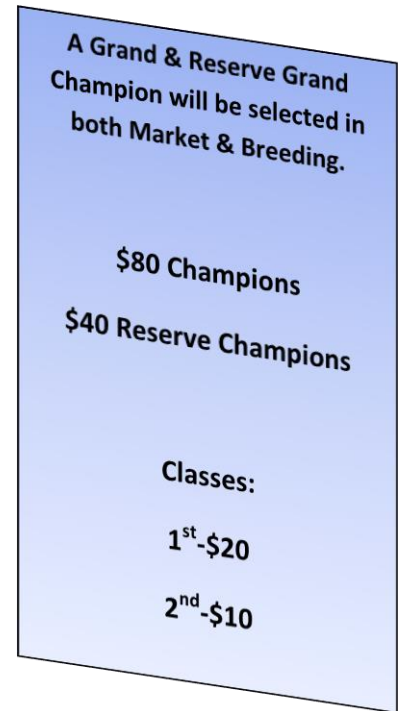 A Grand & Reserve Grand
Champion will be selected in
both Market & Breeding.
$80 Champions
$40 Reserve Champions
Classes:
1st-$20
2nd-$10